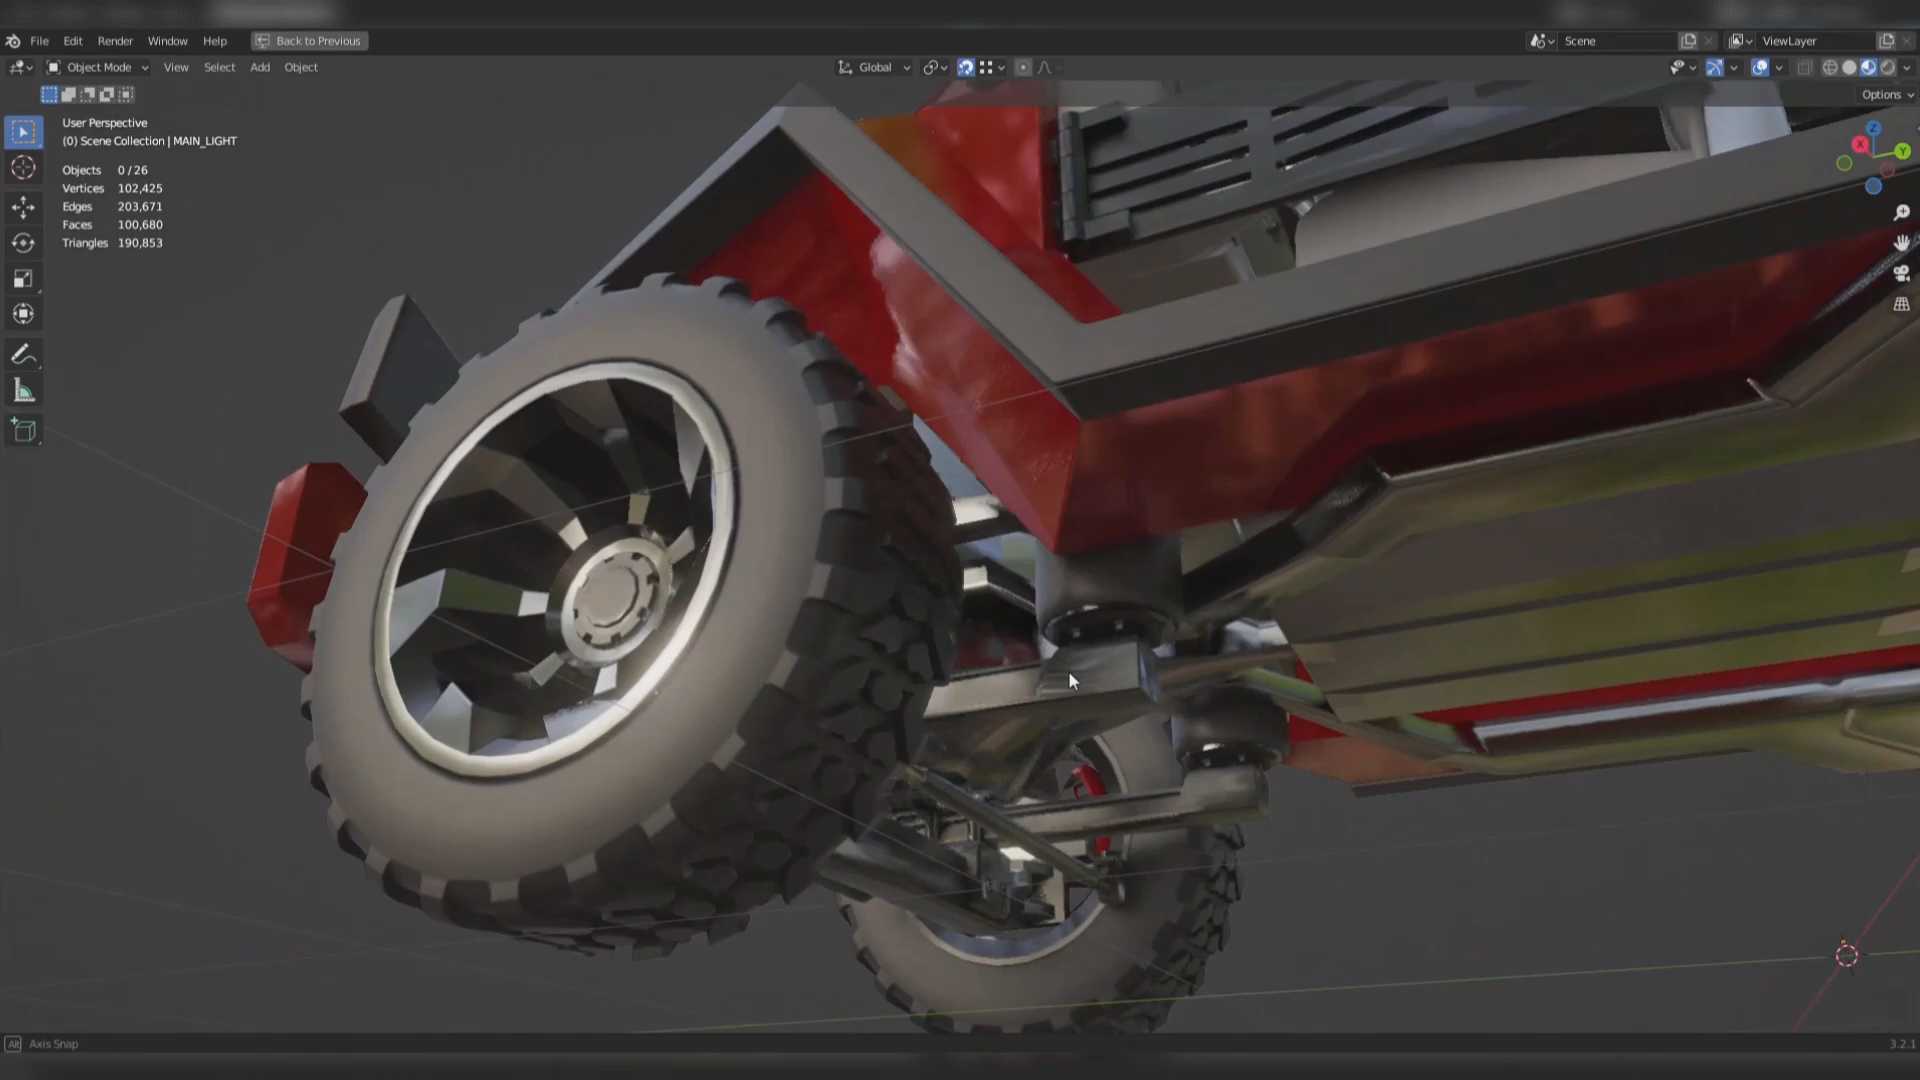 File Edit Render Window Help Back to Previous Scene ViewLayer
Object Mode View Select Add Object Global
Options
User Perspective
(0) Scene Collection | MAIN_LIGHT
Objects 0 / 26
Vertices 102,425
Edges 203,671
Faces 100,680
Triangles 190,853
Z
X
Y
Alt Axis Snap 3.2.1